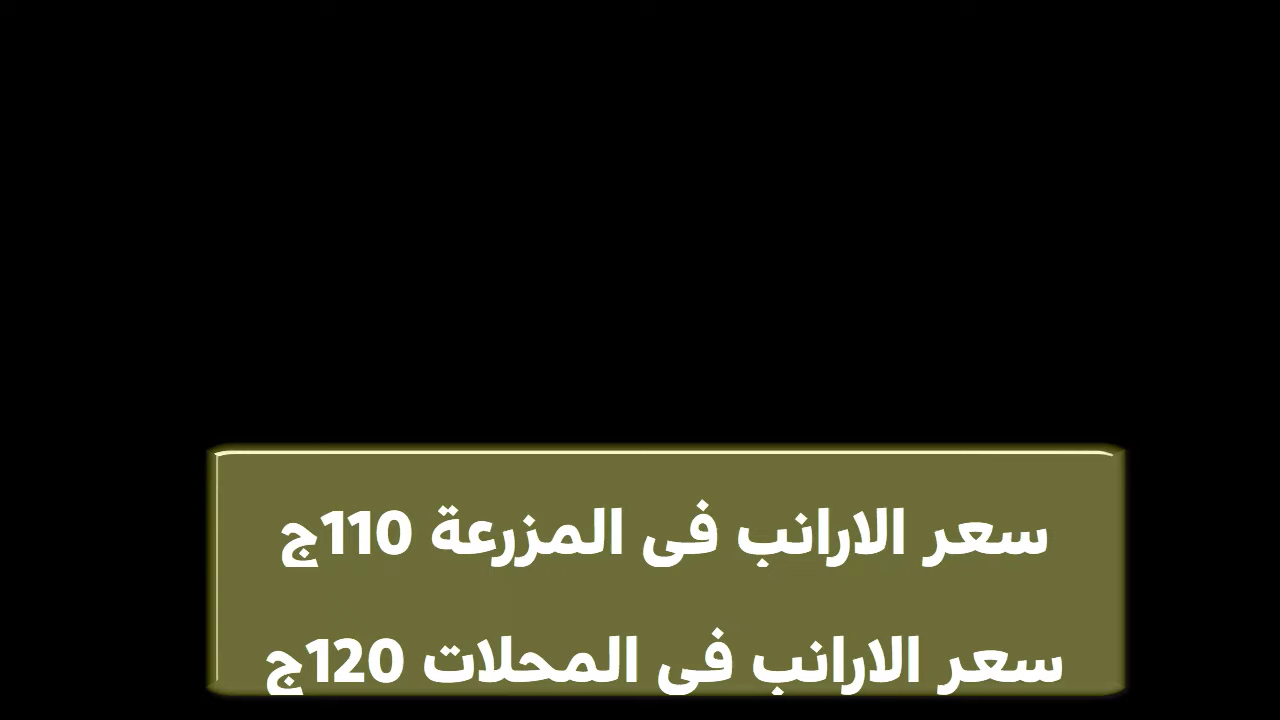 سعر الارانب فى المزرعة 110ج
سعر الارانب فى المحلات 120ج